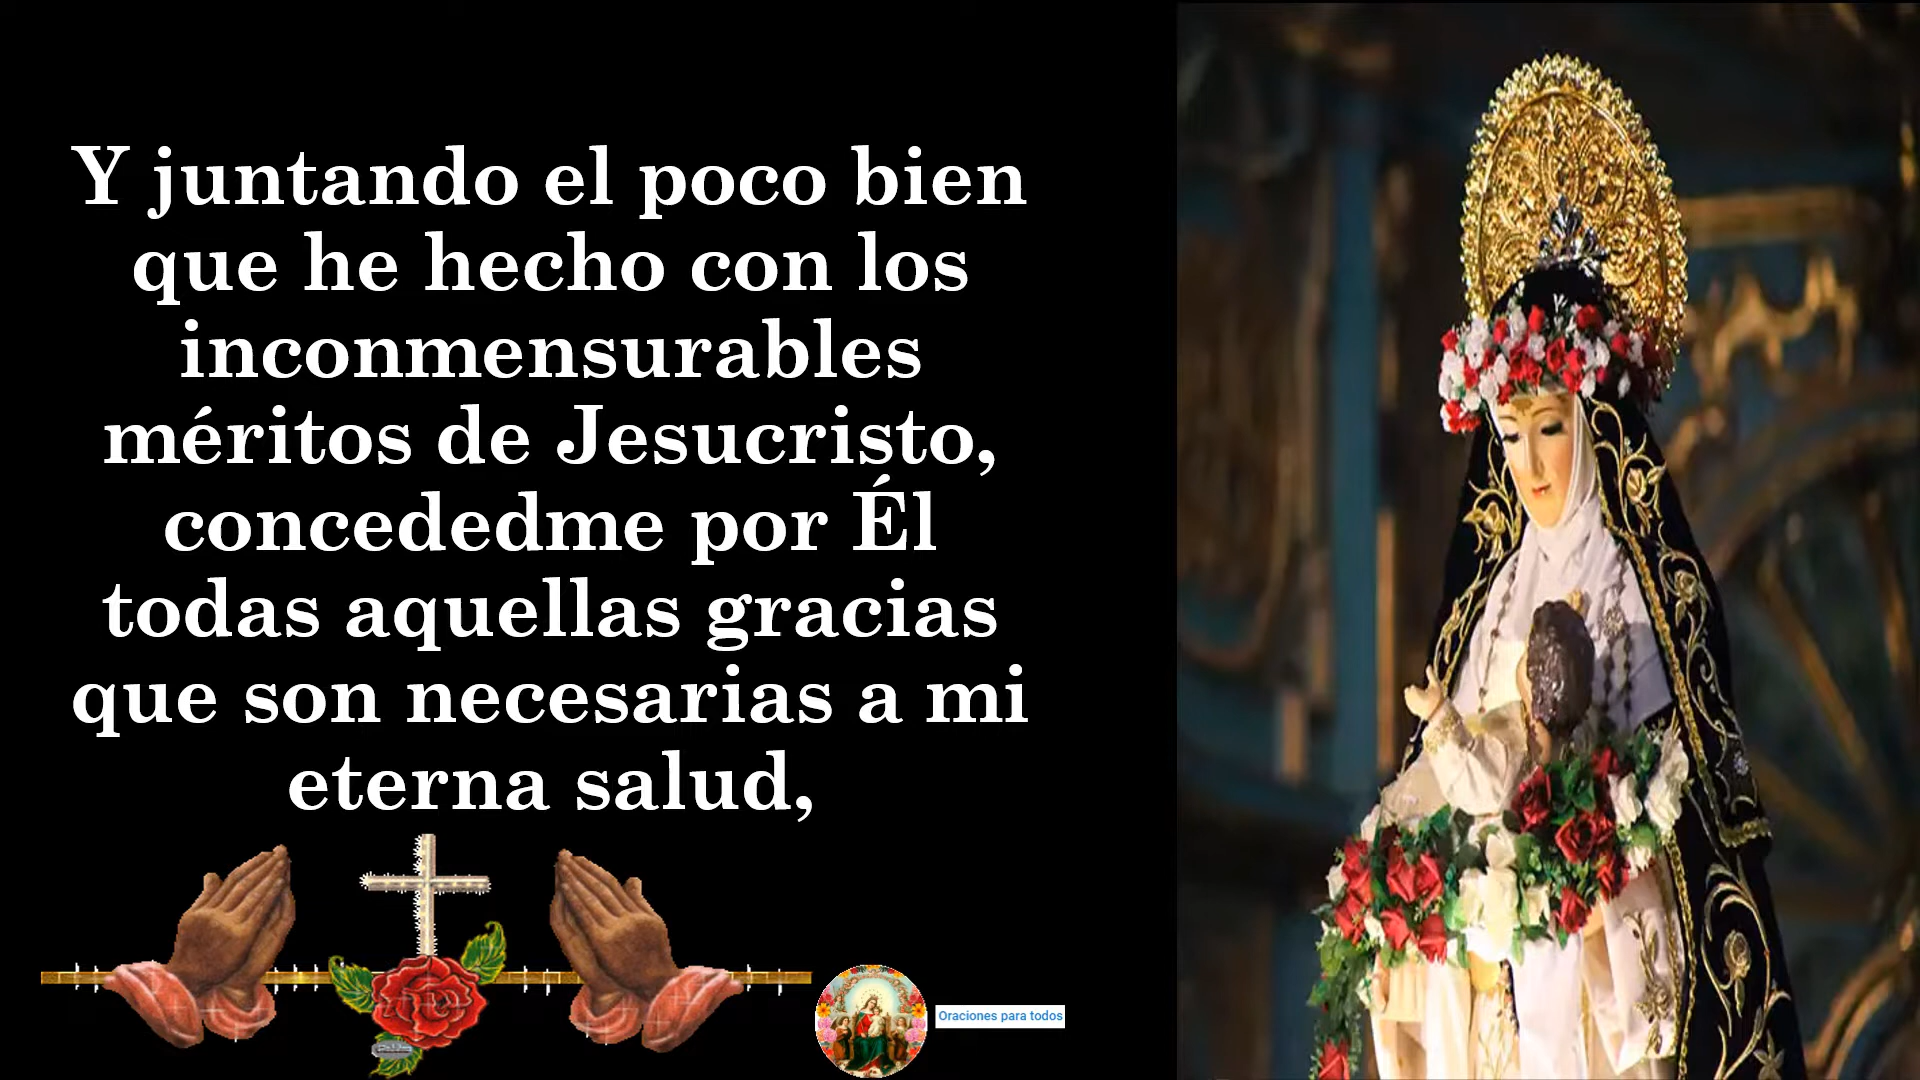 Y juntando el poco bien
que he hecho con los
inconmensurables
méritos de Jesucristo,
concededme por Él
todas aquellas gracias
que son necesarias a mi
eterna salud,
Oraciones para todos